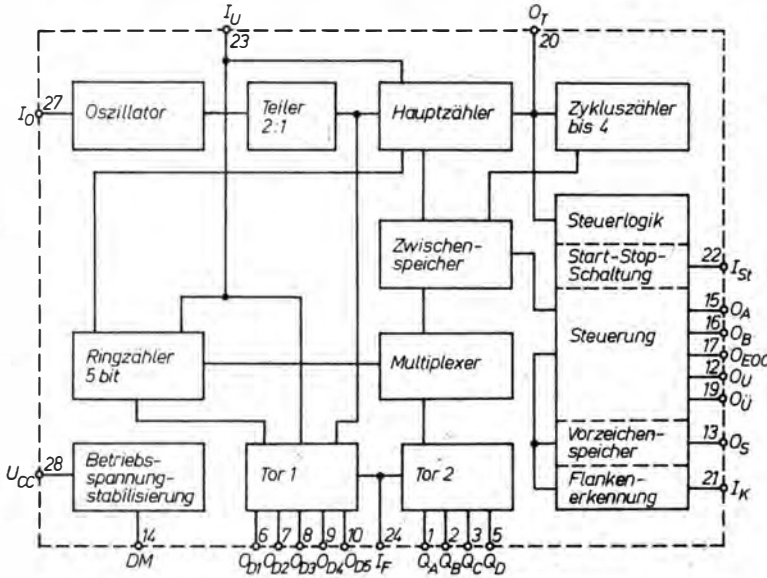 I_U
O_T
23
20
I_O 27
Oszillator
Teiler
2:1
Hauptzähler
Zykluszähler
bis 4
Steuerlogik
Zwischen-
speicher
Start-Stop-
Schaltung
22 I_St
15 O_A
16 O_B
17 O_EOC
12 O_U
19 O_Ü
Ringzähler
5 bit
Multiplexer
Steuerung
U_CC 28
Betriebs-
spannung-
stabilisierung
Tor 1
Tor 2
Vorzeichen-
speicher
13 O_S
Flanken-
erkennung
21 I_K
14 6 7 8 9 10 24 1 2 3 5
DM O_D1 O_D2 O_D3 O_D4 O_D5 I_F Q_A Q_B Q_C Q_D